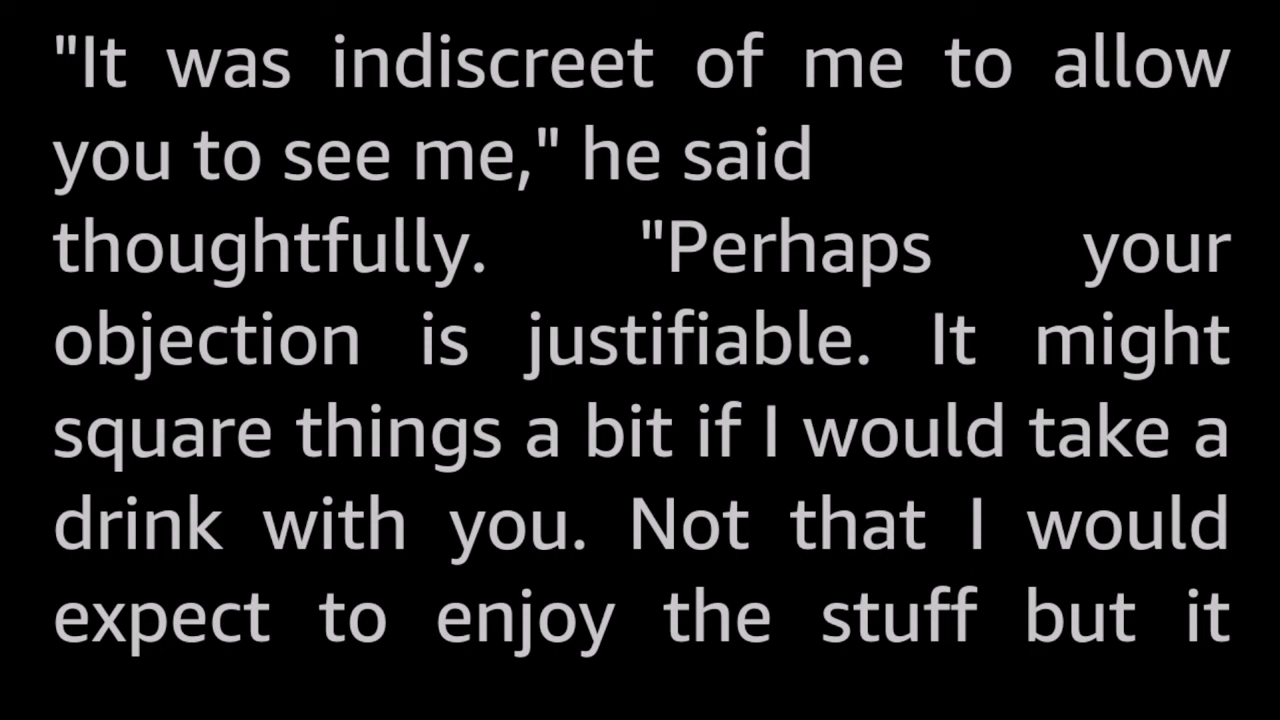 "It was indiscreet of me to allow
you to see me," he said
thoughtfully. "Perhaps your
objection is justifiable. It might
square things a bit if I would take a
drink with you. Not that I would
expect to enjoy the stuff but it